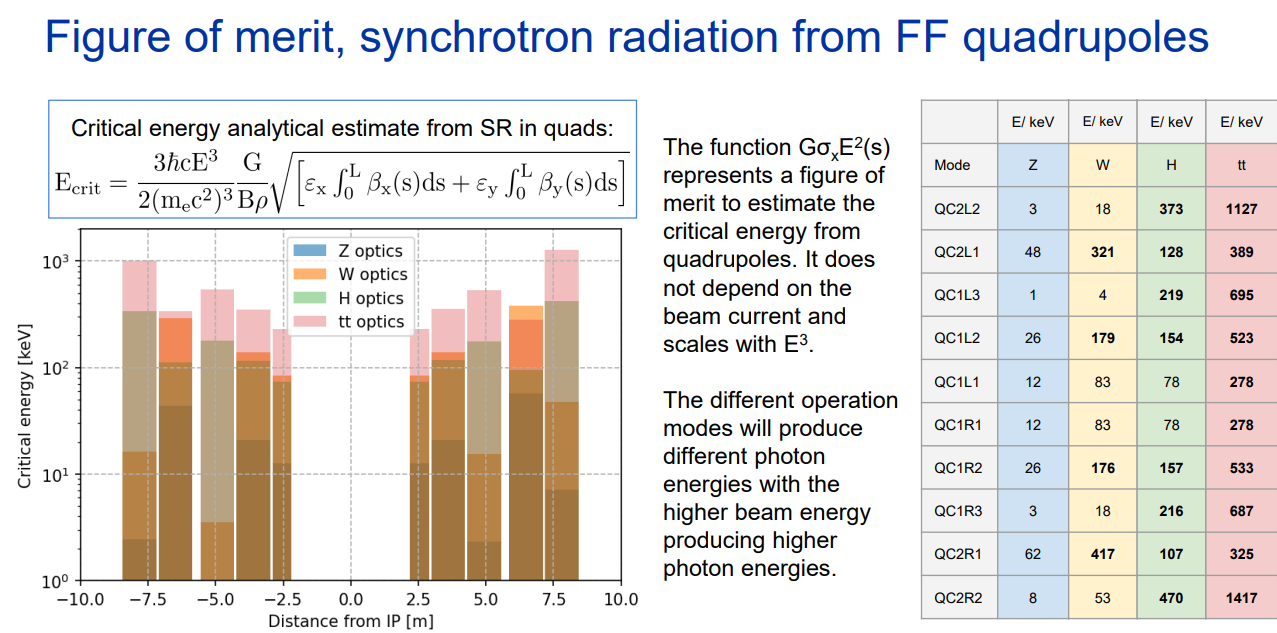 Figure of merit, synchrotron radiation from FF quadrupoles
Critical energy analytical estimate from SR in quads:
E_crit = \frac{3ħcE^3}{2(m_ec^2)^3} \frac{G}{Bρ} \sqrt{[ε_x ∫_0^L β_x(s)ds + ε_y ∫_0^L β_y(s)ds]}
Critical energy [keV]
10³
10²
10¹
10⁰
Z optics
W optics
H optics
tt optics
−10.0 −7.5 −5.0 −2.5 0.0 2.5 5.0 7.5 10.0
Distance from IP [m]
The function GσₓE²(s)
represents a figure of
merit to estimate the
critical energy from
quadrupoles. It does
not depend on the
beam current and
scales with E³.
The different operation
modes will produce
different photon
energies with the
higher beam energy
producing higher
photon energies.
E/ keV E/ keV E/ keV E/ keV
Mode Z W H tt
QC2L2 3 18 373 1127
QC2L1 48 321 128 389
QC1L3 1 4 219 695
QC1L2 26 179 154 523
QC1L1 12 83 78 278
QC1R1 12 83 78 278
QC1R2 26 176 157 533
QC1R3 3 18 216 687
QC2R1 62 417 107 325
QC2R2 8 53 470 1417